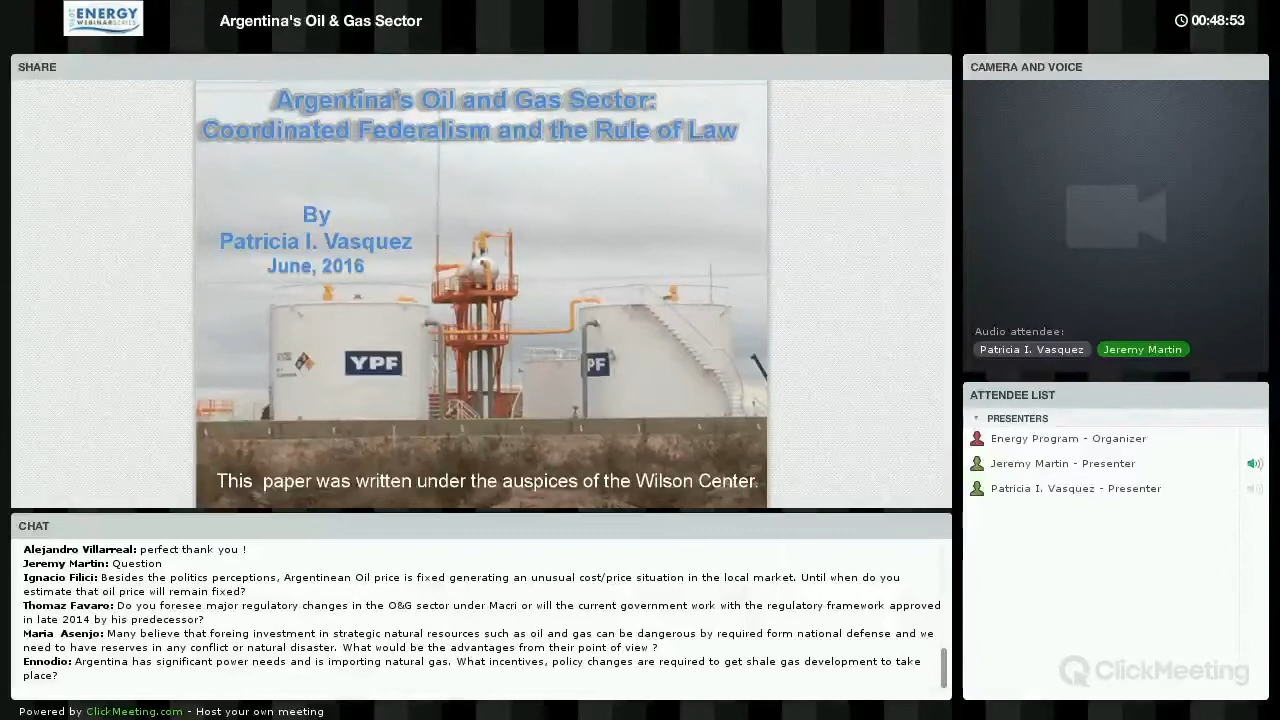 ENERGY
WEBINAR SERIES
Argentina's Oil & Gas Sector
00:48:53
SHARE
Argentina's Oil and Gas Sector:
Coordinated Federalism and the Rule of Law
By
Patricia I. Vasquez
June, 2016
YPF
PF
This paper was written under the auspices of the Wilson Center.
CAMERA AND VOICE
Audio attendee:
Patricia I. Vasquez Jeremy Martin
ATTENDEE LIST
PRESENTERS
Energy Program - Organizer
Jeremy Martin - Presenter
Patricia I. Vasquez - Presenter
CHAT
Alejandro Villarreal: perfect thank you !
Jeremy Martin: Question
Ignacio Filici: Besides the politics perceptions, Argentinean Oil price is fixed generating an unusual cost/price situation in the local market. Until when do you
estimate that oil price will remain fixed?
Thomaz Favaro: Do you foresee major regulatory changes in the O&G sector under Macri or will the current government work with the regulatory framework approved
in late 2014 by his predecessor?
Maria Asenjo: Many believe that foreing investment in strategic natural resources such as oil and gas can be dangerous by required form national defense and we
need to have reserves in any conflict or natural disaster. What would be the advantages from their point of view ?
Ennodio: Argentina has significant power needs and is importing natural gas. What incentives, policy changes are required to get shale gas development to take
place?
ClickMeeting
Powered by ClickMeeting.com - Host your own meeting